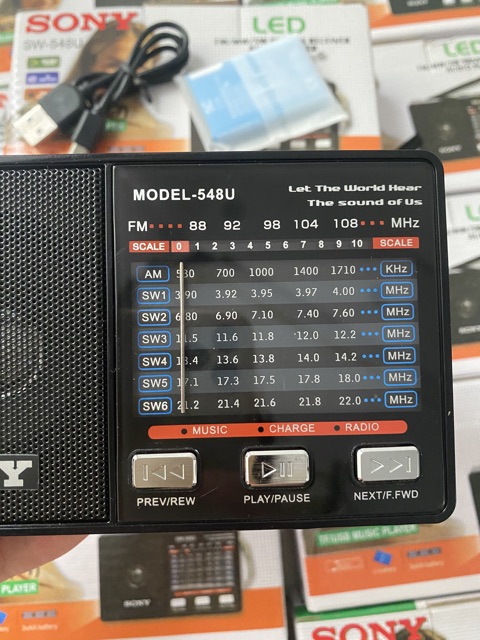 SONY
SW-548U
LED
LED
MODEL-548U
Let The World Hear
The sound of Us
FM 88 92 98 104 108 MHz
SCALE 0 1 2 3 4 5 6 7 8 9 10 SCALE
AM 530 700 1000 1400 1710 KHz
SW1 3.90 3.92 3.95 3.97 4.00 MHz
SW2 6.80 6.90 7.10 7.40 7.60 MHz
SW3 11.5 11.6 11.8 12.0 12.2 MHz
SW4 13.4 13.6 13.8 14.0 14.2 MHz
SW5 17.1 17.3 17.5 17.8 18.0 MHz
SW6 21.2 21.4 21.6 21.8 22.0 MHz
MUSIC CHARGE RADIO
Y
PREV/REW PLAY/PAUSE NEXT/F.FWD
PLAYER
SONY
SONY